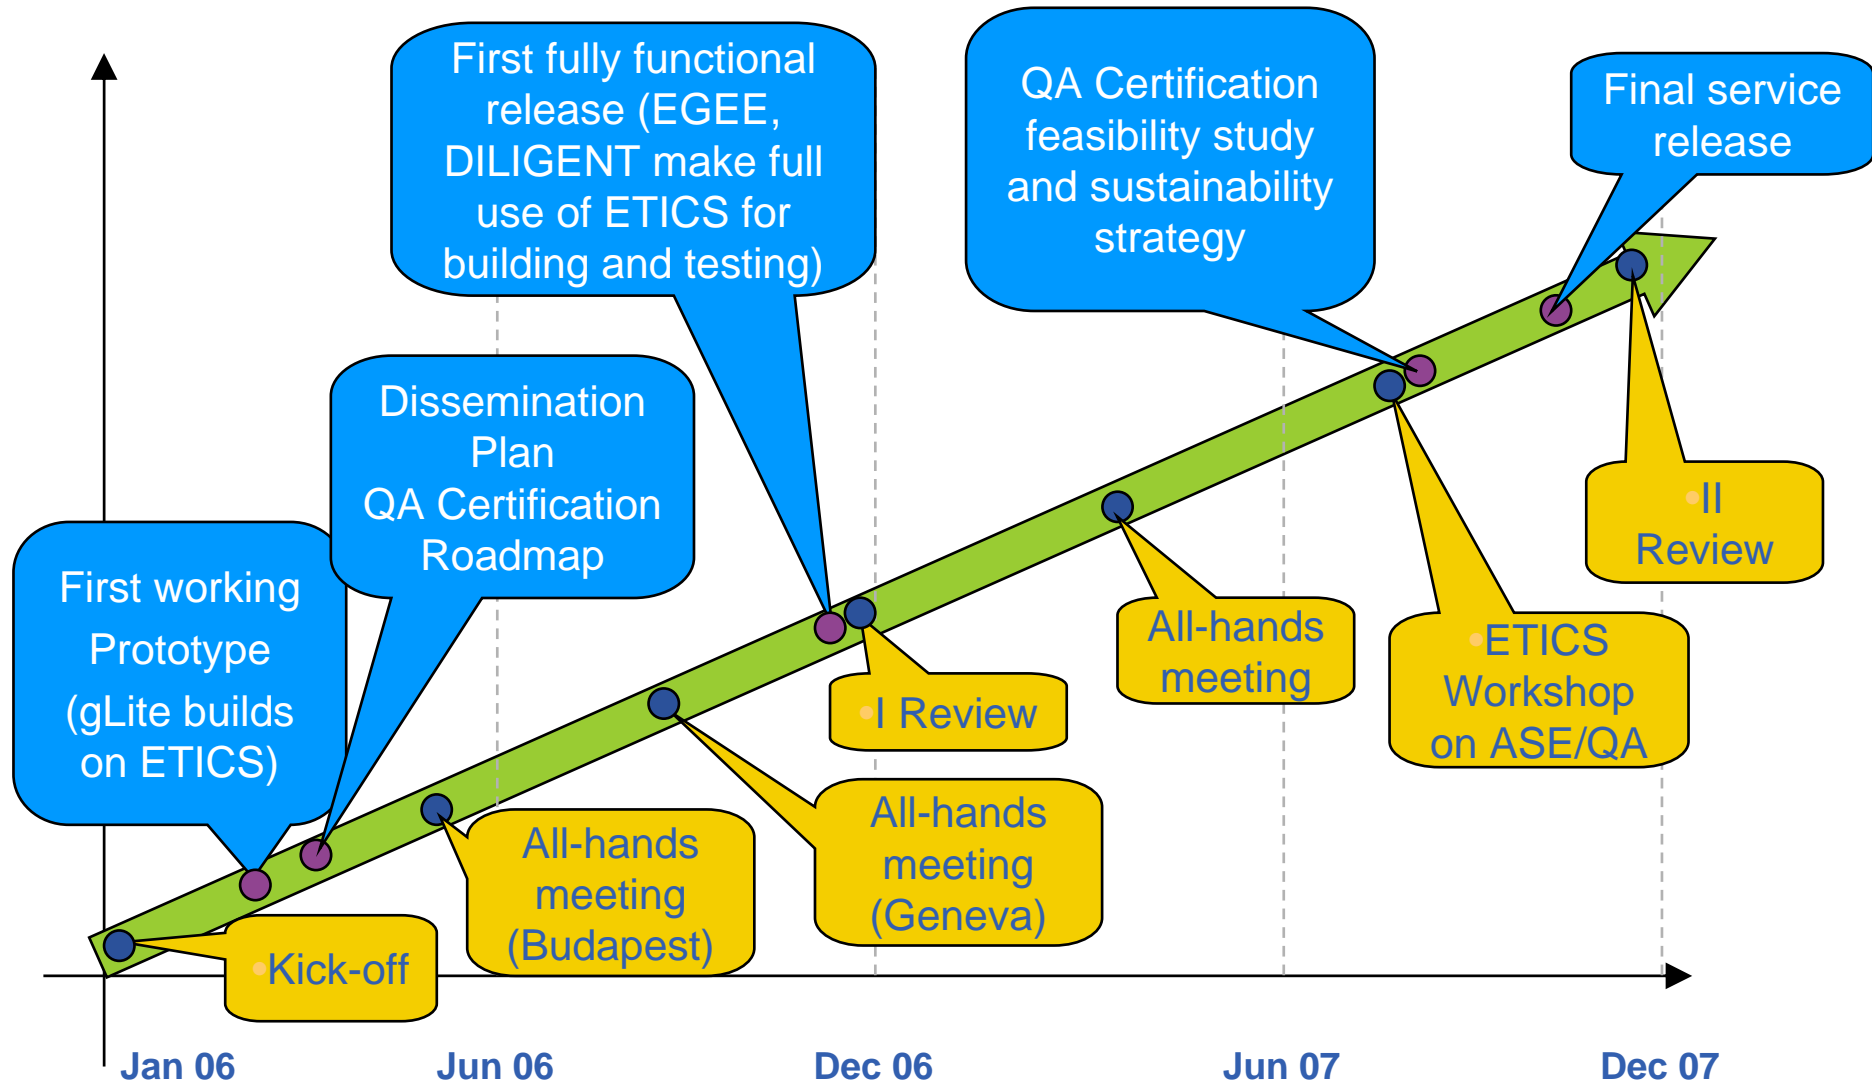 First fully functional
release (EGEE,
DILIGENT make full
use of ETICS for
building and testing)
QA Certification
feasibility study
and sustainability
strategy
Final service
release
Dissemination
Plan
QA Certification
Roadmap
First working
Prototype
(gLite builds
on ETICS)
•II
Review
All-hands
meeting
•ETICS
Workshop
on ASE/QA
•I Review
All-hands
meeting
(Geneva)
All-hands
meeting
(Budapest)
•Kick-off
Jan 06
Jun 06
Dec 06
Jun 07
Dec 07